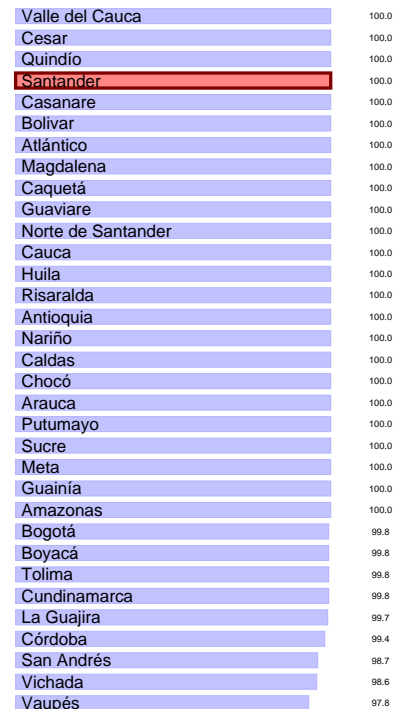 Valle del Cauca 100.0
Cesar 100.0
Quindío 100.0
Santander 100.0
Casanare 100.0
Bolivar 100.0
Atlántico 100.0
Magdalena 100.0
Caquetá 100.0
Guaviare 100.0
Norte de Santander 100.0
Cauca 100.0
Huila 100.0
Risaralda 100.0
Antioquia 100.0
Nariño 100.0
Caldas 100.0
Chocó 100.0
Arauca 100.0
Putumayo 100.0
Sucre 100.0
Meta 100.0
Guainía 100.0
Amazonas 100.0
Bogotá 99.8
Boyacá 99.8
Tolima 99.8
Cundinamarca 99.8
La Guajira 99.7
Córdoba 99.4
San Andrés 98.7
Vichada 98.6
Vaupés 97.8